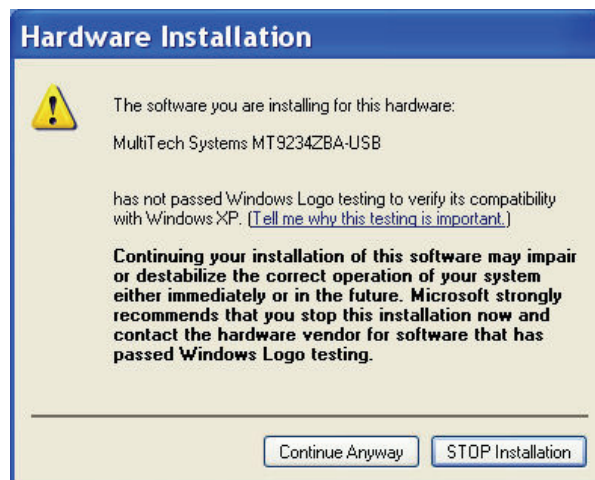 Hardware Installation
The software you are installing for this hardware:
MultiTech Systems MT9234ZBA-USB
has not passed Windows Logo testing to verify its compatibility
with Windows XP. (Tell me why this testing is important.)
Continuing your installation of this software may impair
or destabilize the correct operation of your system
either immediately or in the future. Microsoft strongly
recommends that you stop this installation now and
contact the hardware vendor for software that has
passed Windows Logo testing.
Continue Anyway
STOP Installation